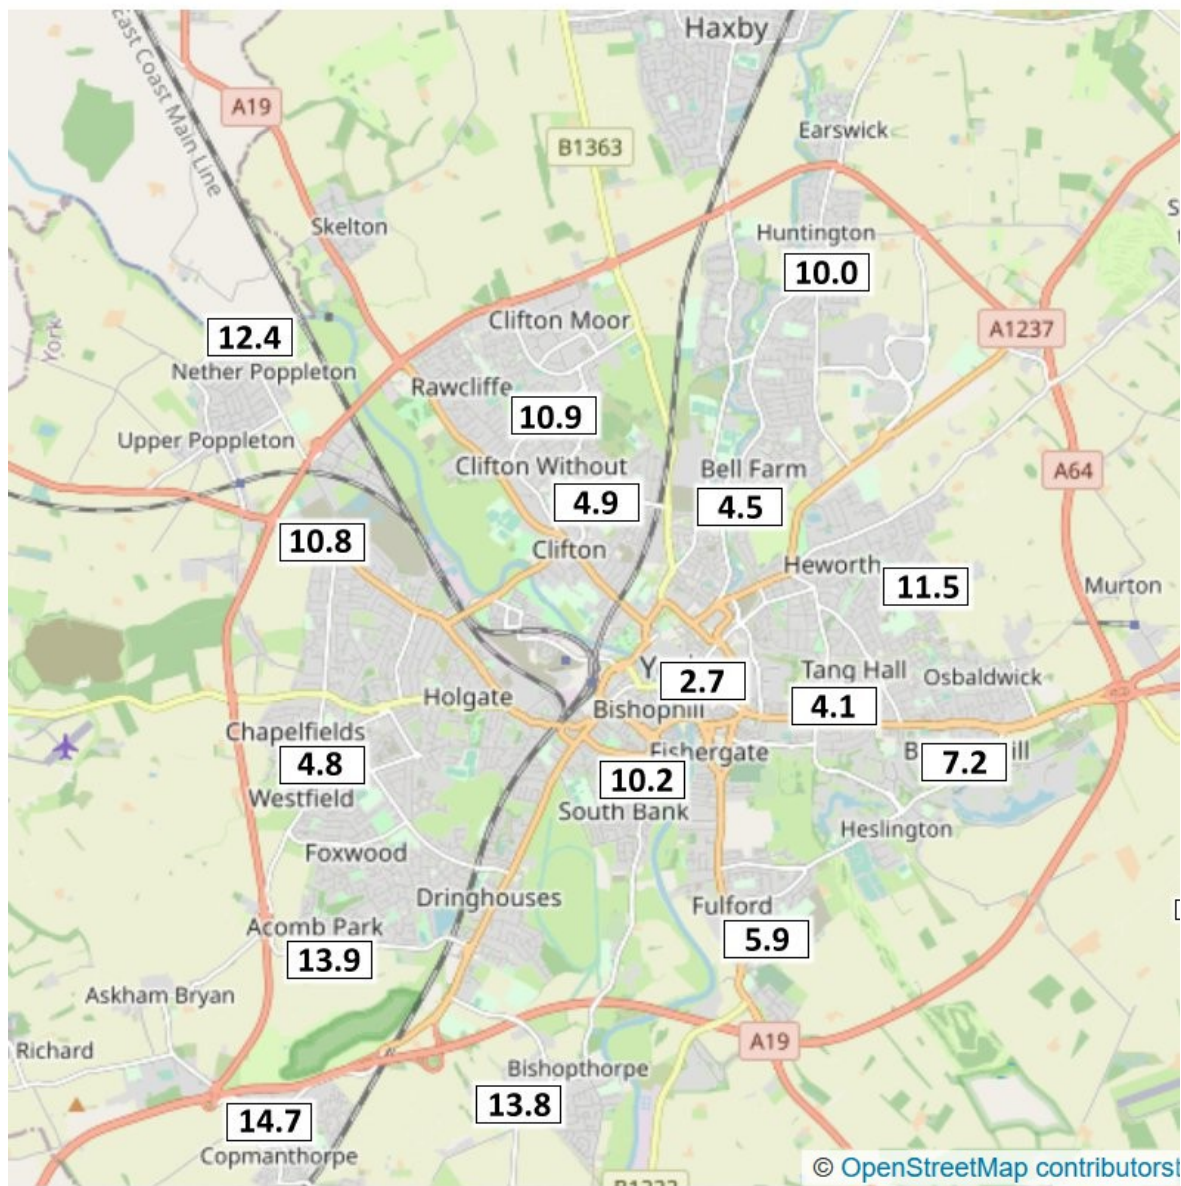 Haxby
East Coast Main Line
A19
Earswick
B1363
Skelton
Huntington
10.0
Clifton Moor
A1237
12.4
York
Nether Poppleton
Rawcliffe
10.9
Upper Poppleton
Clifton Without
Bell Farm
A64
4.9
4.5
10.8
Clifton
Heworth
11.5
Murton
2.7
Tang Hall
Osbaldwick
Holgate
4.1
Bishophill
Chapelfields
Fishergate
7.2
4.8
10.2
Westfield
South Bank
Heslington
Foxwood
Dringhouses
Fulford
Acomb Park
5.9
13.9
Askham Bryan
Richard
A19
Bishopthorpe
13.8
14.7
Copmanthorpe
© OpenStreetMap contributors